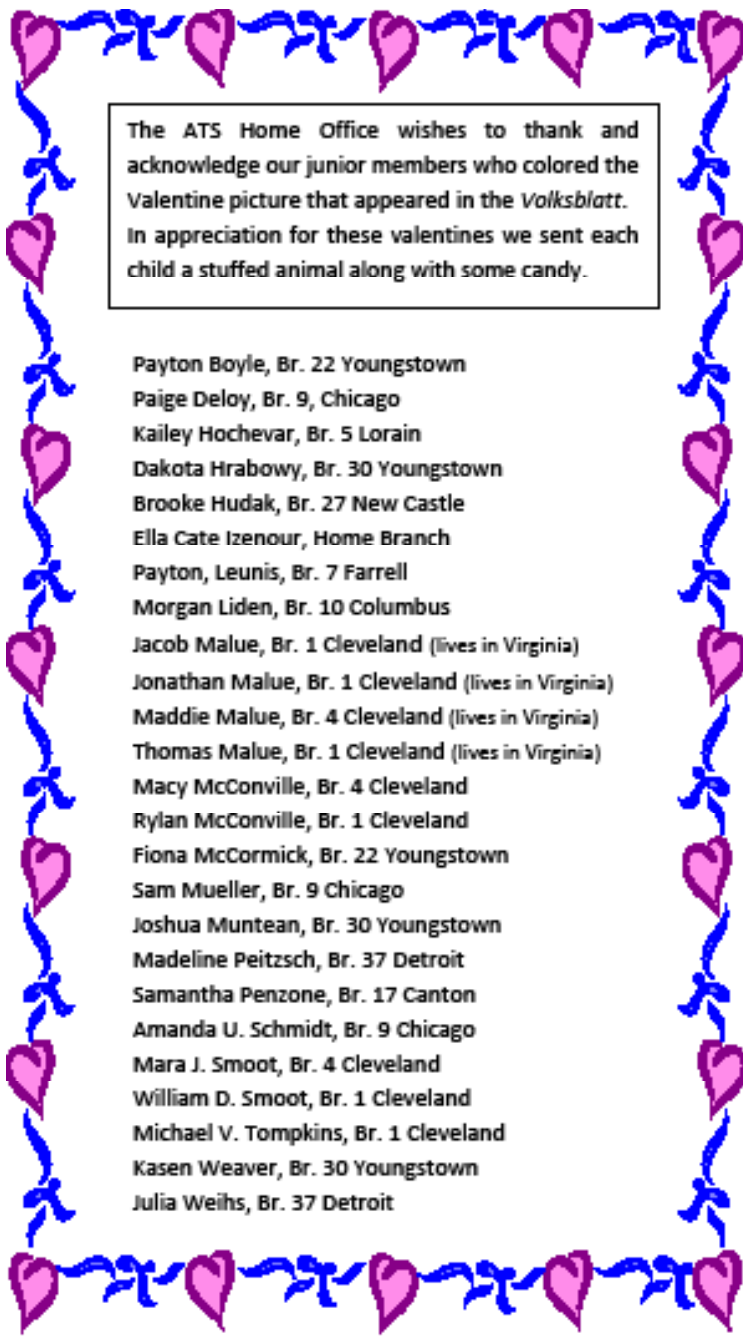 The ATS Home Office wishes to thank and
acknowledge our junior members who colored the
Valentine picture that appeared in the Volksblatt.
In appreciation for these valentines we sent each
child a stuffed animal along with some candy.
Payton Boyle, Br. 22 Youngstown
Paige Deloy, Br. 9, Chicago
Kailey Hochevar, Br. 5 Lorain
Dakota Hrabowy, Br. 30 Youngstown
Brooke Hudak, Br. 27 New Castle
Ella Cate Izenour, Home Branch
Payton, Leunis, Br. 7 Farrell
Morgan Liden, Br. 10 Columbus
Jacob Malue, Br. 1 Cleveland (lives in Virginia)
Jonathan Malue, Br. 1 Cleveland (lives in Virginia)
Maddie Malue, Br. 4 Cleveland (lives in Virginia)
Thomas Malue, Br. 1 Cleveland (lives in Virginia)
Macy McConville, Br. 4 Cleveland
Rylan McConville, Br. 1 Cleveland
Fiona McCormick, Br. 22 Youngstown
Sam Mueller, Br. 9 Chicago
Joshua Muntean, Br. 30 Youngstown
Madeline Peitzsch, Br. 37 Detroit
Samantha Penzone, Br. 17 Canton
Amanda U. Schmidt, Br. 9 Chicago
Mara J. Smoot, Br. 4 Cleveland
William D. Smoot, Br. 1 Cleveland
Michael V. Tompkins, Br. 1 Cleveland
Kasen Weaver, Br. 30 Youngstown
Julia Weihs, Br. 37 Detroit